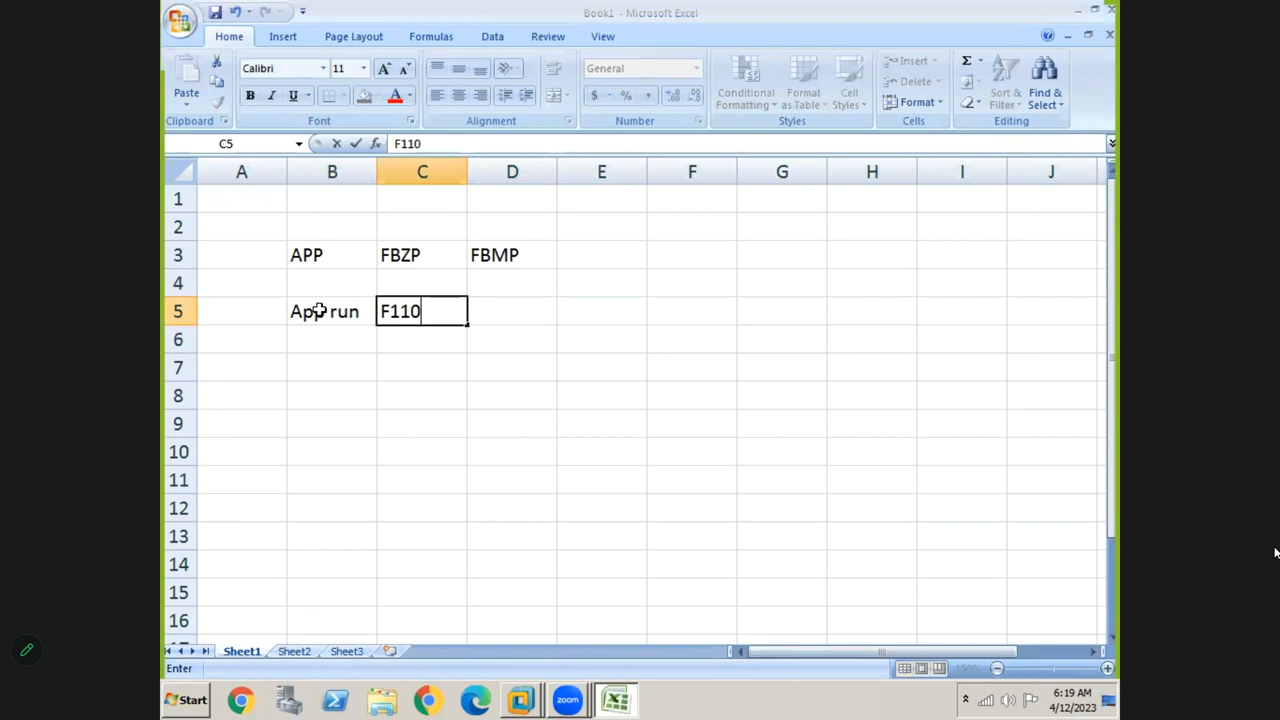 Book1 - Microsoft Excel
Home Insert Page Layout Formulas Data Review View
Calibri 11 General
Paste B I U A $ % , Conditional Formatting Format as Table Cell Styles Insert Delete Format Σ Sort & Filter Find & Select
Clipboard Font Alignment Number Styles Cells Editing
C5 fx F110
A B C D E F G H I J
1
2
3 APP FBZP FBMP
4
5 App run F110
6
7
8
9
10
11
12
13
14
15
16
Sheet1 Sheet2 Sheet3
Enter 150%
Start zoom 6:19 AM
4/12/2023